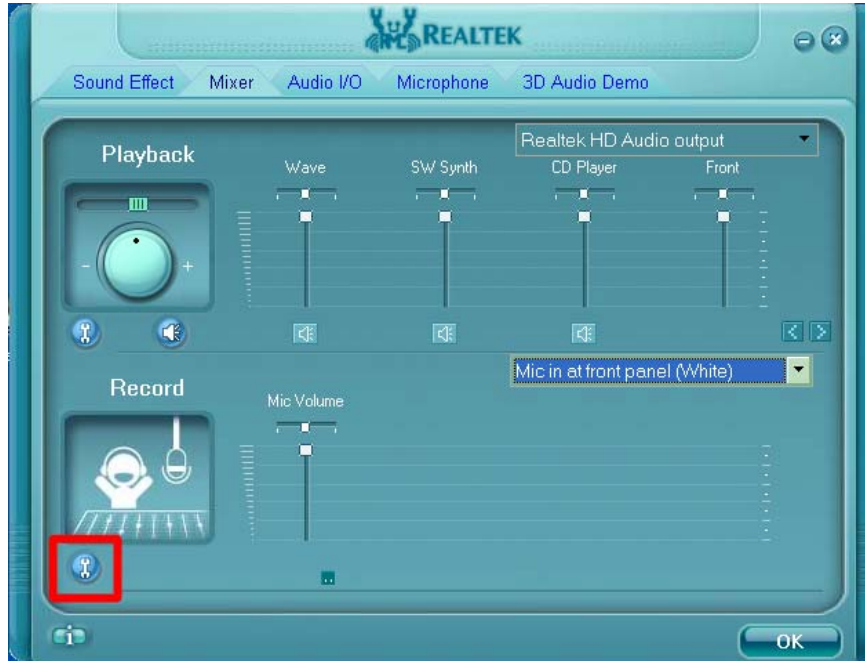 REALTEK
Sound Effect Mixer Audio I/O Microphone 3D Audio Demo
Realtek HD Audio output
Playback
Wave SW Synth CD Player Front
- +
Mic in at front panel (White)
Record
Mic Volume
..
i
OK